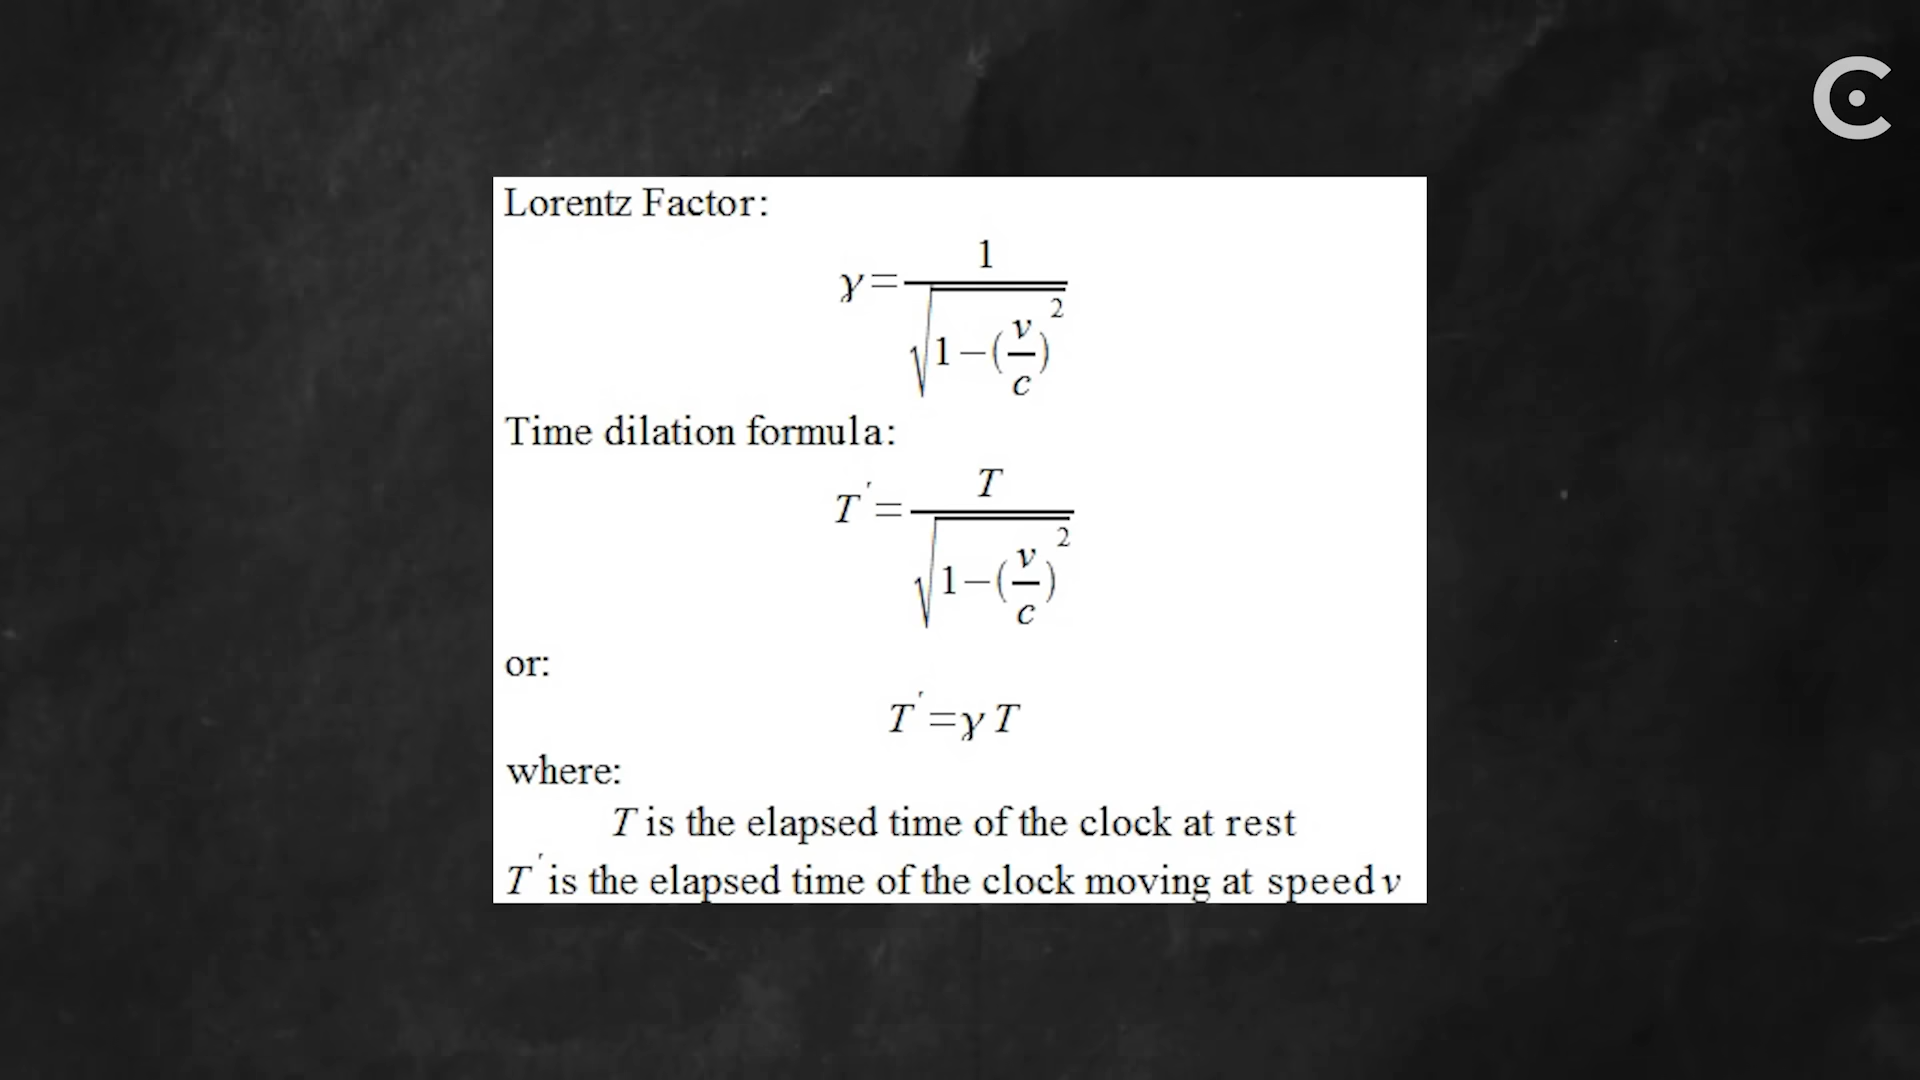 Lorentz Factor:
γ = 1 / √(1 − (v/c)²)
Time dilation formula:
T′ = T / √(1 − (v/c)²)
or:
T′ = γ T
where:
T is the elapsed time of the clock at rest
T′ is the elapsed time of the clock moving at speed v